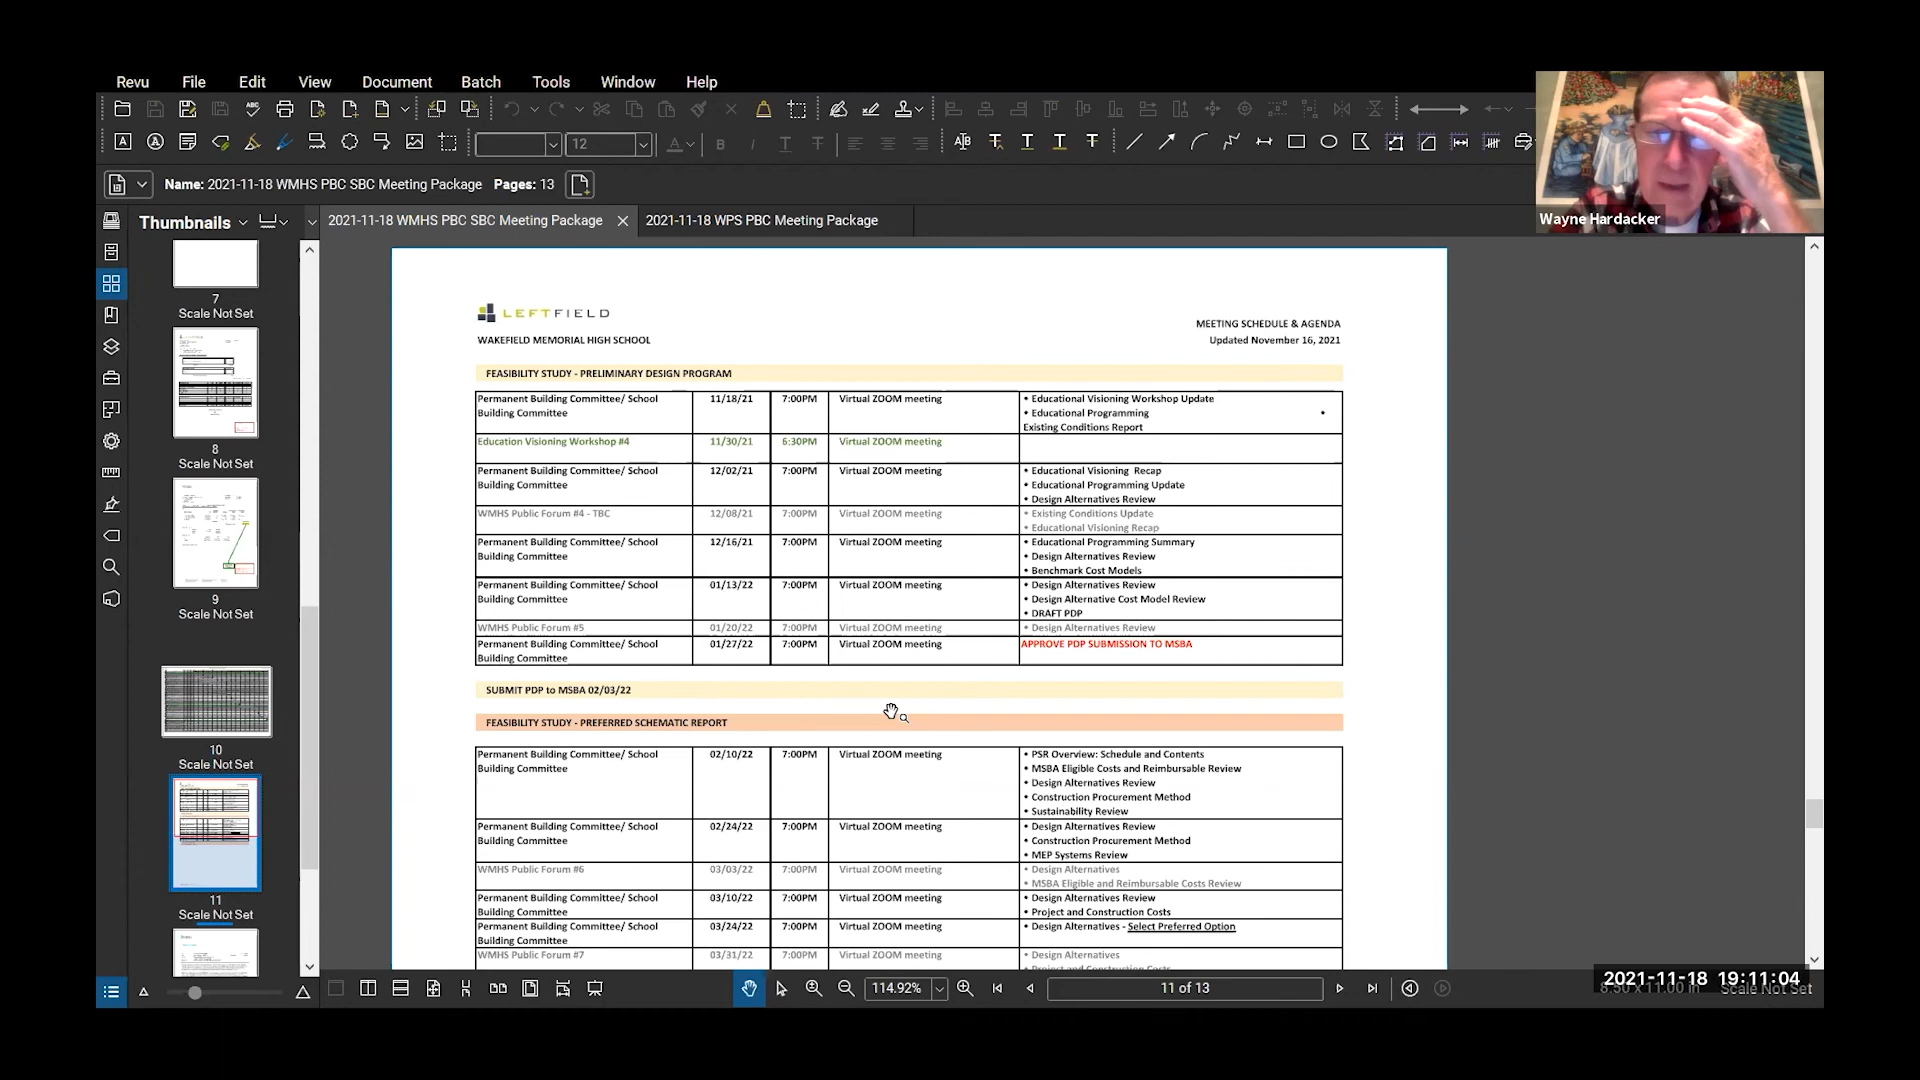 Revu File Edit View Document Batch Tools Window Help
12
Name: 2021-11-18 WMHS PBC SBC Meeting Package Pages: 13
Wayne Hardacker
Thumbnails
2021-11-18 WMHS PBC SBC Meeting Package
2021-11-18 WPS PBC Meeting Package
7
Scale Not Set
8
Scale Not Set
9
Scale Not Set
10
Scale Not Set
11
Scale Not Set
LEFTFIELD
MEETING SCHEDULE & AGENDA
WAKEFIELD MEMORIAL HIGH SCHOOL
Updated November 16, 2021
FEASIBILITY STUDY - PRELIMINARY DESIGN PROGRAM
Permanent Building Committee/ School 11/18/21 7:00PM Virtual ZOOM meeting • Educational Visioning Workshop Update
Building Committee • Educational Programming •
Existing Conditions Report
Education Visioning Workshop #4 11/30/21 6:30PM Virtual ZOOM meeting
Permanent Building Committee/ School 12/02/21 7:00PM Virtual ZOOM meeting • Educational Visioning Recap
Building Committee • Educational Programming Update
• Design Alternatives Review
WMHS Public Forum #4 - TBC 12/08/21 7:00PM Virtual ZOOM meeting • Existing Conditions Update
• Educational Visioning Recap
Permanent Building Committee/ School 12/16/21 7:00PM Virtual ZOOM meeting • Educational Programming Summary
Building Committee • Design Alternatives Review
• Benchmark Cost Models
Permanent Building Committee/ School 01/13/22 7:00PM Virtual ZOOM meeting • Design Alternatives Review
Building Committee • Design Alternative Cost Model Review
• DRAFT PDP
WMHS Public Forum #5 01/20/22 7:00PM Virtual ZOOM meeting • Design Alternatives Review
Permanent Building Committee/ School 01/27/22 7:00PM Virtual ZOOM meeting APPROVE PDP SUBMISSION TO MSBA
Building Committee
SUBMIT PDP to MSBA 02/03/22
FEASIBILITY STUDY - PREFERRED SCHEMATIC REPORT
Permanent Building Committee/ School 02/10/22 7:00PM Virtual ZOOM meeting • PSR Overview: Schedule and Contents
Building Committee • MSBA Eligible Costs and Reimbursable Review
• Design Alternatives Review
• Construction Procurement Method
• Sustainability Review
Permanent Building Committee/ School 02/24/22 7:00PM Virtual ZOOM meeting • Design Alternatives Review
Building Committee • Construction Procurement Method
• MEP Systems Review
WMHS Public Forum #6 03/03/22 7:00PM Virtual ZOOM meeting • Design Alternatives
• MSBA Eligible and Reimbursable Costs Review
Permanent Building Committee/ School 03/10/22 7:00PM Virtual ZOOM meeting • Design Alternatives Review
Building Committee • Project and Construction Costs
Permanent Building Committee/ School 03/24/22 7:00PM Virtual ZOOM meeting • Design Alternatives - Select Preferred Option
Building Committee
WMHS Public Forum #7 03/31/22 7:00PM Virtual ZOOM meeting • Design Alternatives
• Project and Construction Costs
114.92%
11 of 13
2021-11-18 19:11:04
8.50 x 11.00 in Scale Not Set